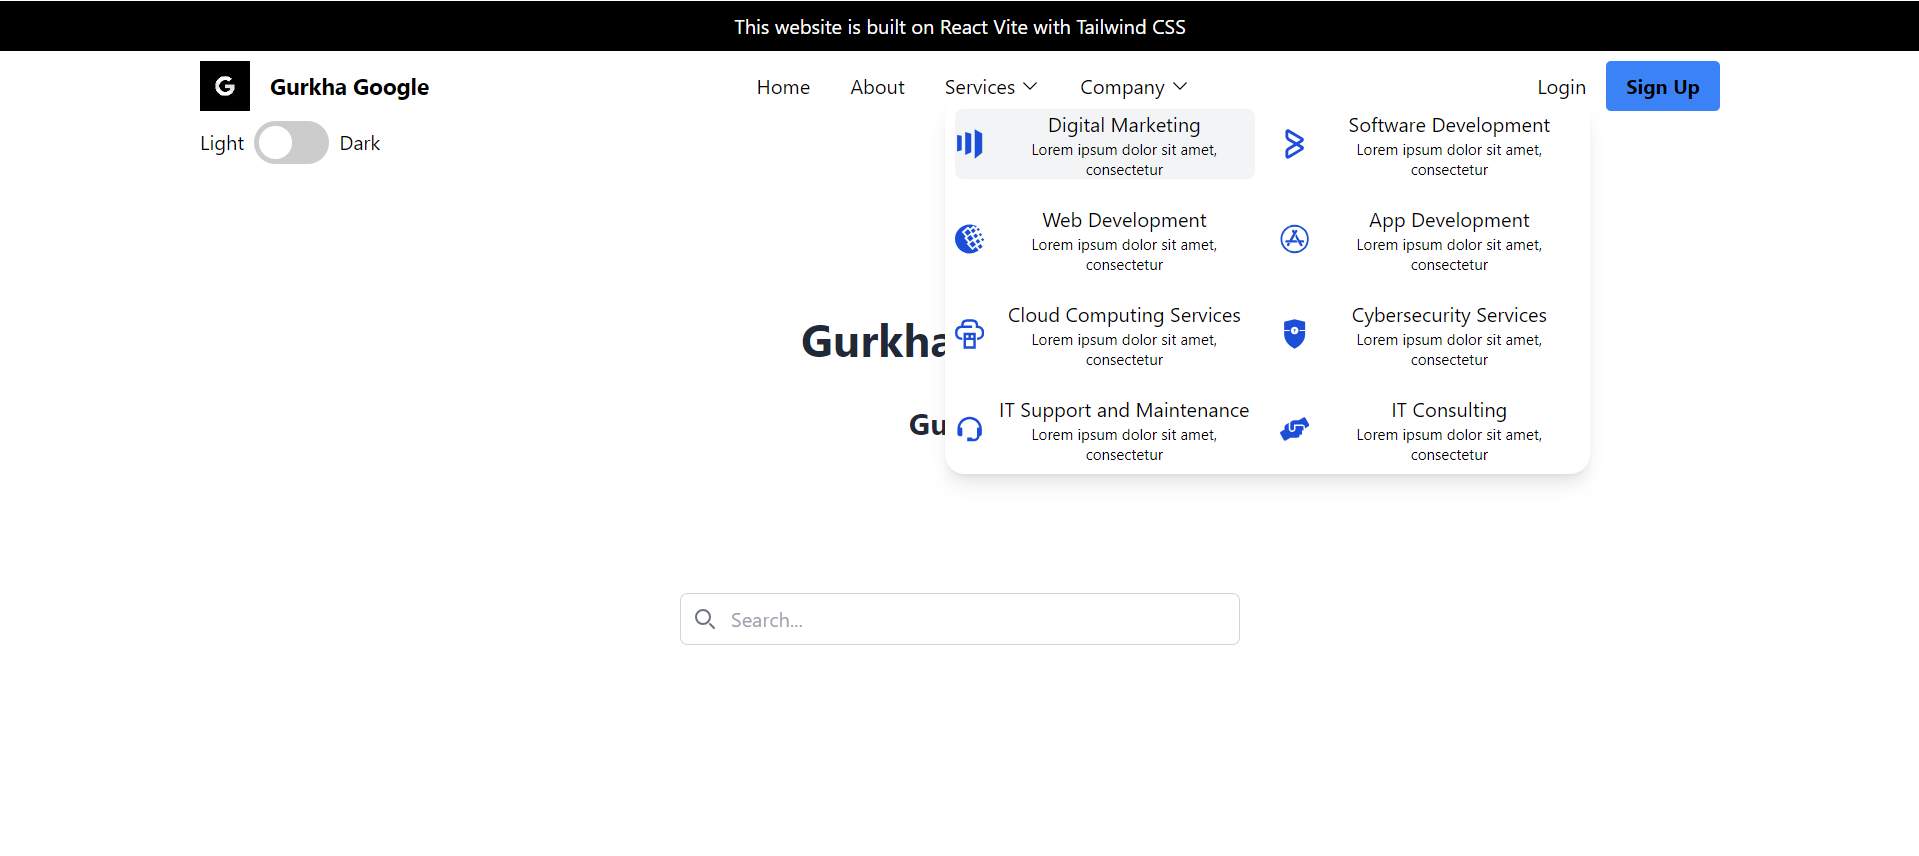 This website is built on React Vite with Tailwind CSS
G
Gurkha Google
Home
About
Services
Company
Login
Sign Up
Light
Dark
Digital Marketing
Lorem ipsum dolor sit amet,
consectetur
Software Development
Lorem ipsum dolor sit amet,
consectetur
Web Development
Lorem ipsum dolor sit amet,
consectetur
App Development
Lorem ipsum dolor sit amet,
consectetur
Cloud Computing Services
Lorem ipsum dolor sit amet,
consectetur
Cybersecurity Services
Lorem ipsum dolor sit amet,
consectetur
IT Support and Maintenance
Lorem ipsum dolor sit amet,
consectetur
IT Consulting
Lorem ipsum dolor sit amet,
consectetur
Gurkha
Gu
Search...